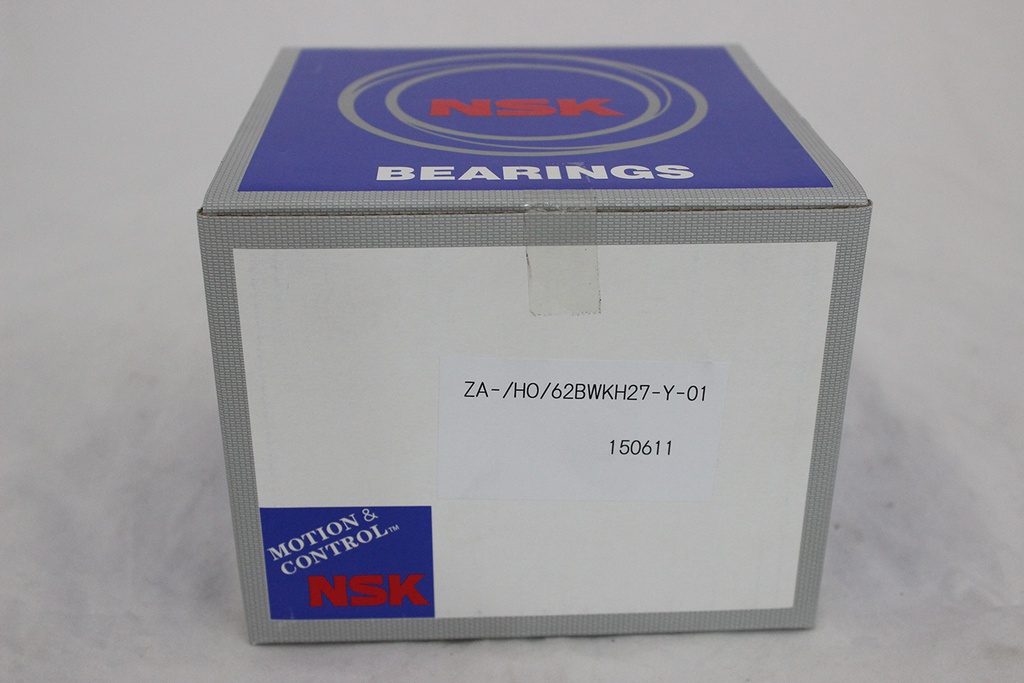 NSK
BEARINGS
ZA-/HO/62BWKH27-Y-01
150611
MOTION &
CONTROL™
NSK